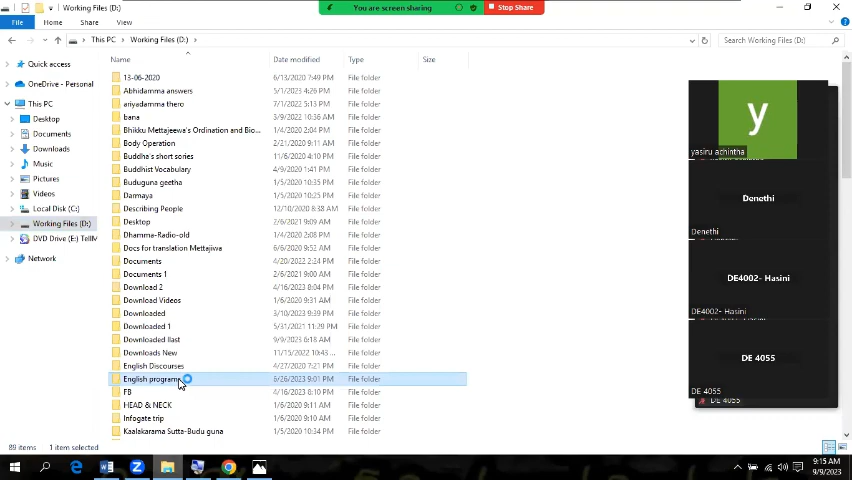 Working Files (D:)
You are screen sharing
Stop Share
File
Home
Share
View
This PC
Working Files (D:)
Search Working Files (D:)
Name
Date modified
Type
Size
Quick access
OneDrive - Personal
This PC
Desktop
Documents
Downloads
Music
Pictures
Videos
Local Disk (C:)
Working Files (D:)
DVD Drive (E:) TellM
Network
13-06-2020 6/13/2020 7:49 PM File folder
Abhidamma answers 5/1/2023 4:26 PM File folder
ariyadamma thero 7/1/2022 5:13 PM File folder
bana 3/9/2022 10:36 AM File folder
Bhikku Mettajeewa's Ordination and Bio... 1/4/2020 2:04 PM File folder
Body Operation 2/21/2020 9:11 AM File folder
Buddha's short sories 11/6/2020 4:10 PM File folder
Buddhist Vocabulary 4/9/2020 1:41 PM File folder
Buduguna geetha 1/5/2020 10:35 PM File folder
Darmaya 1/5/2020 10:34 PM File folder
Describing People 12/10/2020 8:38 AM File folder
Desktop 2/6/2021 9:09 AM File folder
Dhamma-Radio-old 1/4/2020 2:08 PM File folder
Docs for translation Mettajiwa 6/6/2020 9:52 AM File folder
Documents 4/20/2022 2:24 PM File folder
Documents 1 2/6/2021 9:00 AM File folder
Download 2 4/16/2023 8:04 PM File folder
Download Videos 1/6/2020 9:31 AM File folder
Downloaded 3/10/2023 9:39 PM File folder
Downloaded 1 5/31/2021 11:29 PM File folder
Downloaded llast 9/9/2023 6:18 AM File folder
Downloads New 11/15/2022 10:43 ... File folder
English Discourses 4/27/2020 7:21 PM File folder
English programs 6/26/2023 9:01 PM File folder
FB 4/16/2023 8:10 PM File folder
HEAD & NECK 1/6/2020 9:11 AM File folder
Infogate trip 1/6/2020 9:10 AM File folder
Kaalakarama Sutta-Budu guna 1/5/2020 10:34 PM File folder
y
yasiru achintha
Denethi
Denethi
DE4002- Hasini
DE4002- Hasini
DE 4055
DE 4055
DE 4055
89 items
1 item selected
9:15 AM
9/9/2023